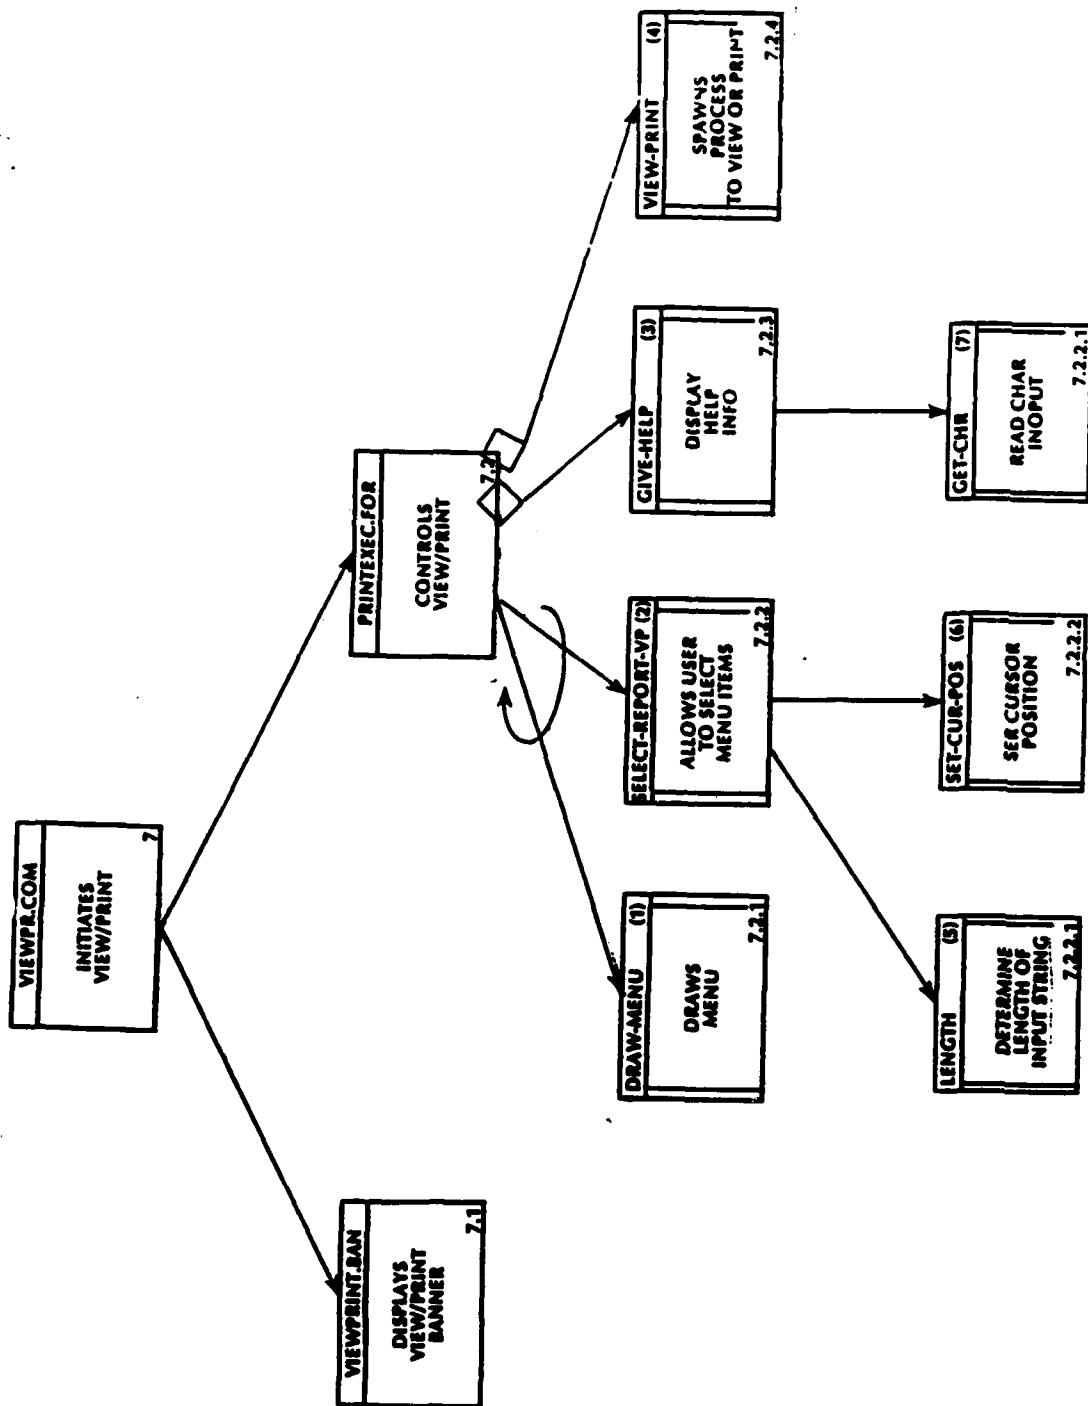 VIEWPR.COM
INITIATES
VIEW/PRINT
7
VIEWPRINT.BAN
DISPLAYS
VIEW/PRINT
BANNER
7.1
PRINTEXEC.FOR
CONTROLS
VIEW/PRINT
7.2
DRAW-MENU (1)
DRAWS
MENU
7.2.1
SELECT-REPORT-VP (2)
ALLOWS USER
TO SELECT
MENU ITEMS
7.2.2
GIVE-HELP (3)
DISPLAY
HELP
INFO
7.2.3
VIEW-PRINT (4)
SPAWNS
PROCESS
TO VIEW OR PRINT
7.2.4
LENGTH (5)
DETERMINE
LENGTH OF
INPUT STRING
7.2.2.1
SET-CUR-POS (6)
SER CURSOR
POSITION
7.2.2.2
GET-CHR (7)
READ CHAR
INOPUT
7.2.2.1